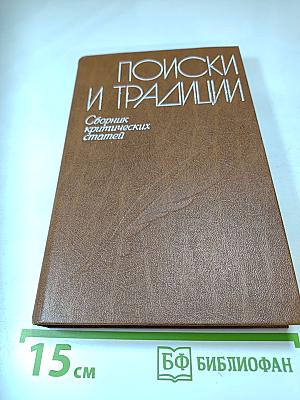 ПОИСКИ
И ТРАДИЦИИ
Сборник
критических
статей
15 см
БФ БИБЛИОФАН